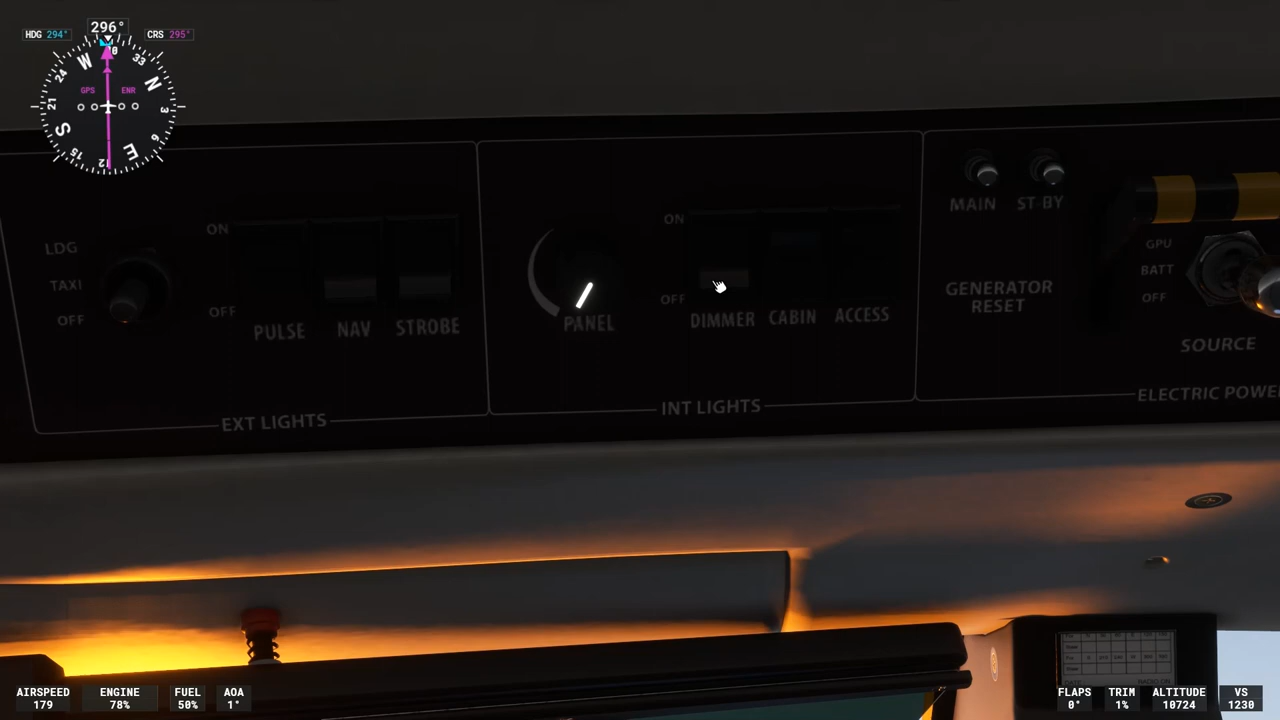 HDG 294°
296°
CRS 295°
33
N
3
6
E
12
15
S
21
24
W
GPS
ENR
LDG
TAXI
OFF
ON
OFF
PULSE
NAV
STROBE
EXT LIGHTS
PANEL
ON
OFF
DIMMER
CABIN
ACCESS
INT LIGHTS
MAIN
ST-BY
GENERATOR
RESET
GPU
BATT
OFF
SOURCE
ELECTRIC POWE
RADIO ON
AIRSPEED
179
ENGINE
78%
FUEL
50%
AOA
1°
FLAPS
0°
TRIM
1%
ALTITUDE
10724
VS
1230